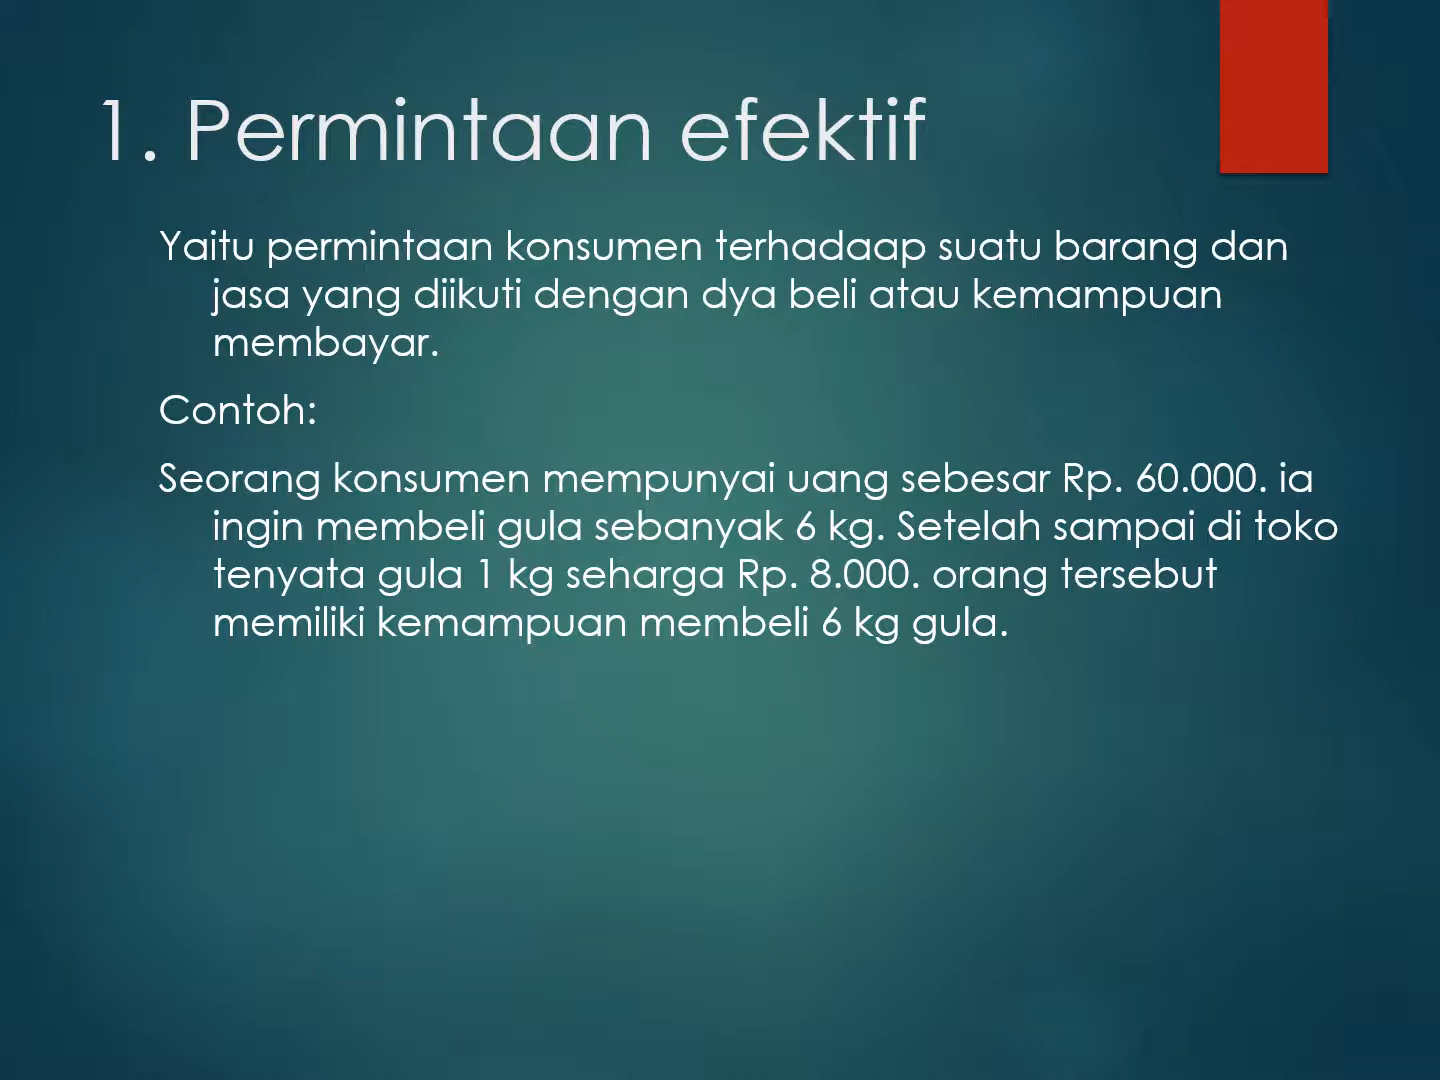 1. Permintaan efektif
Yaitu permintaan konsumen terhadaap suatu barang dan
jasa yang diikuti dengan dya beli atau kemampuan
membayar.
Contoh:
Seorang konsumen mempunyai uang sebesar Rp. 60.000. ia
ingin membeli gula sebanyak 6 kg. Setelah sampai di toko
tenyata gula 1 kg seharga Rp. 8.000. orang tersebut
memiliki kemampuan membeli 6 kg gula.